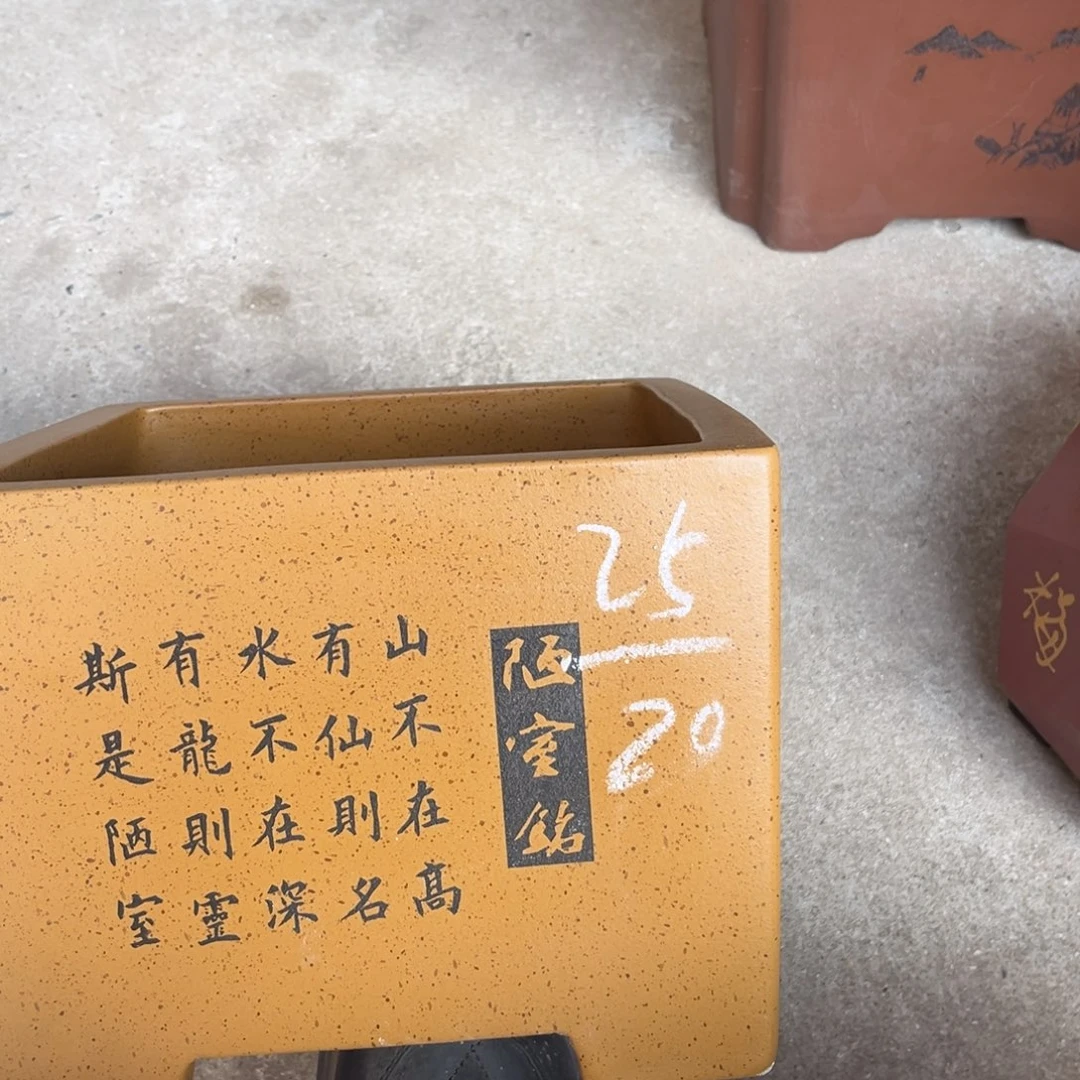 25
20
陋室銘
山不在高
有仙則名
水不在深
有龍則靈
斯是陋室